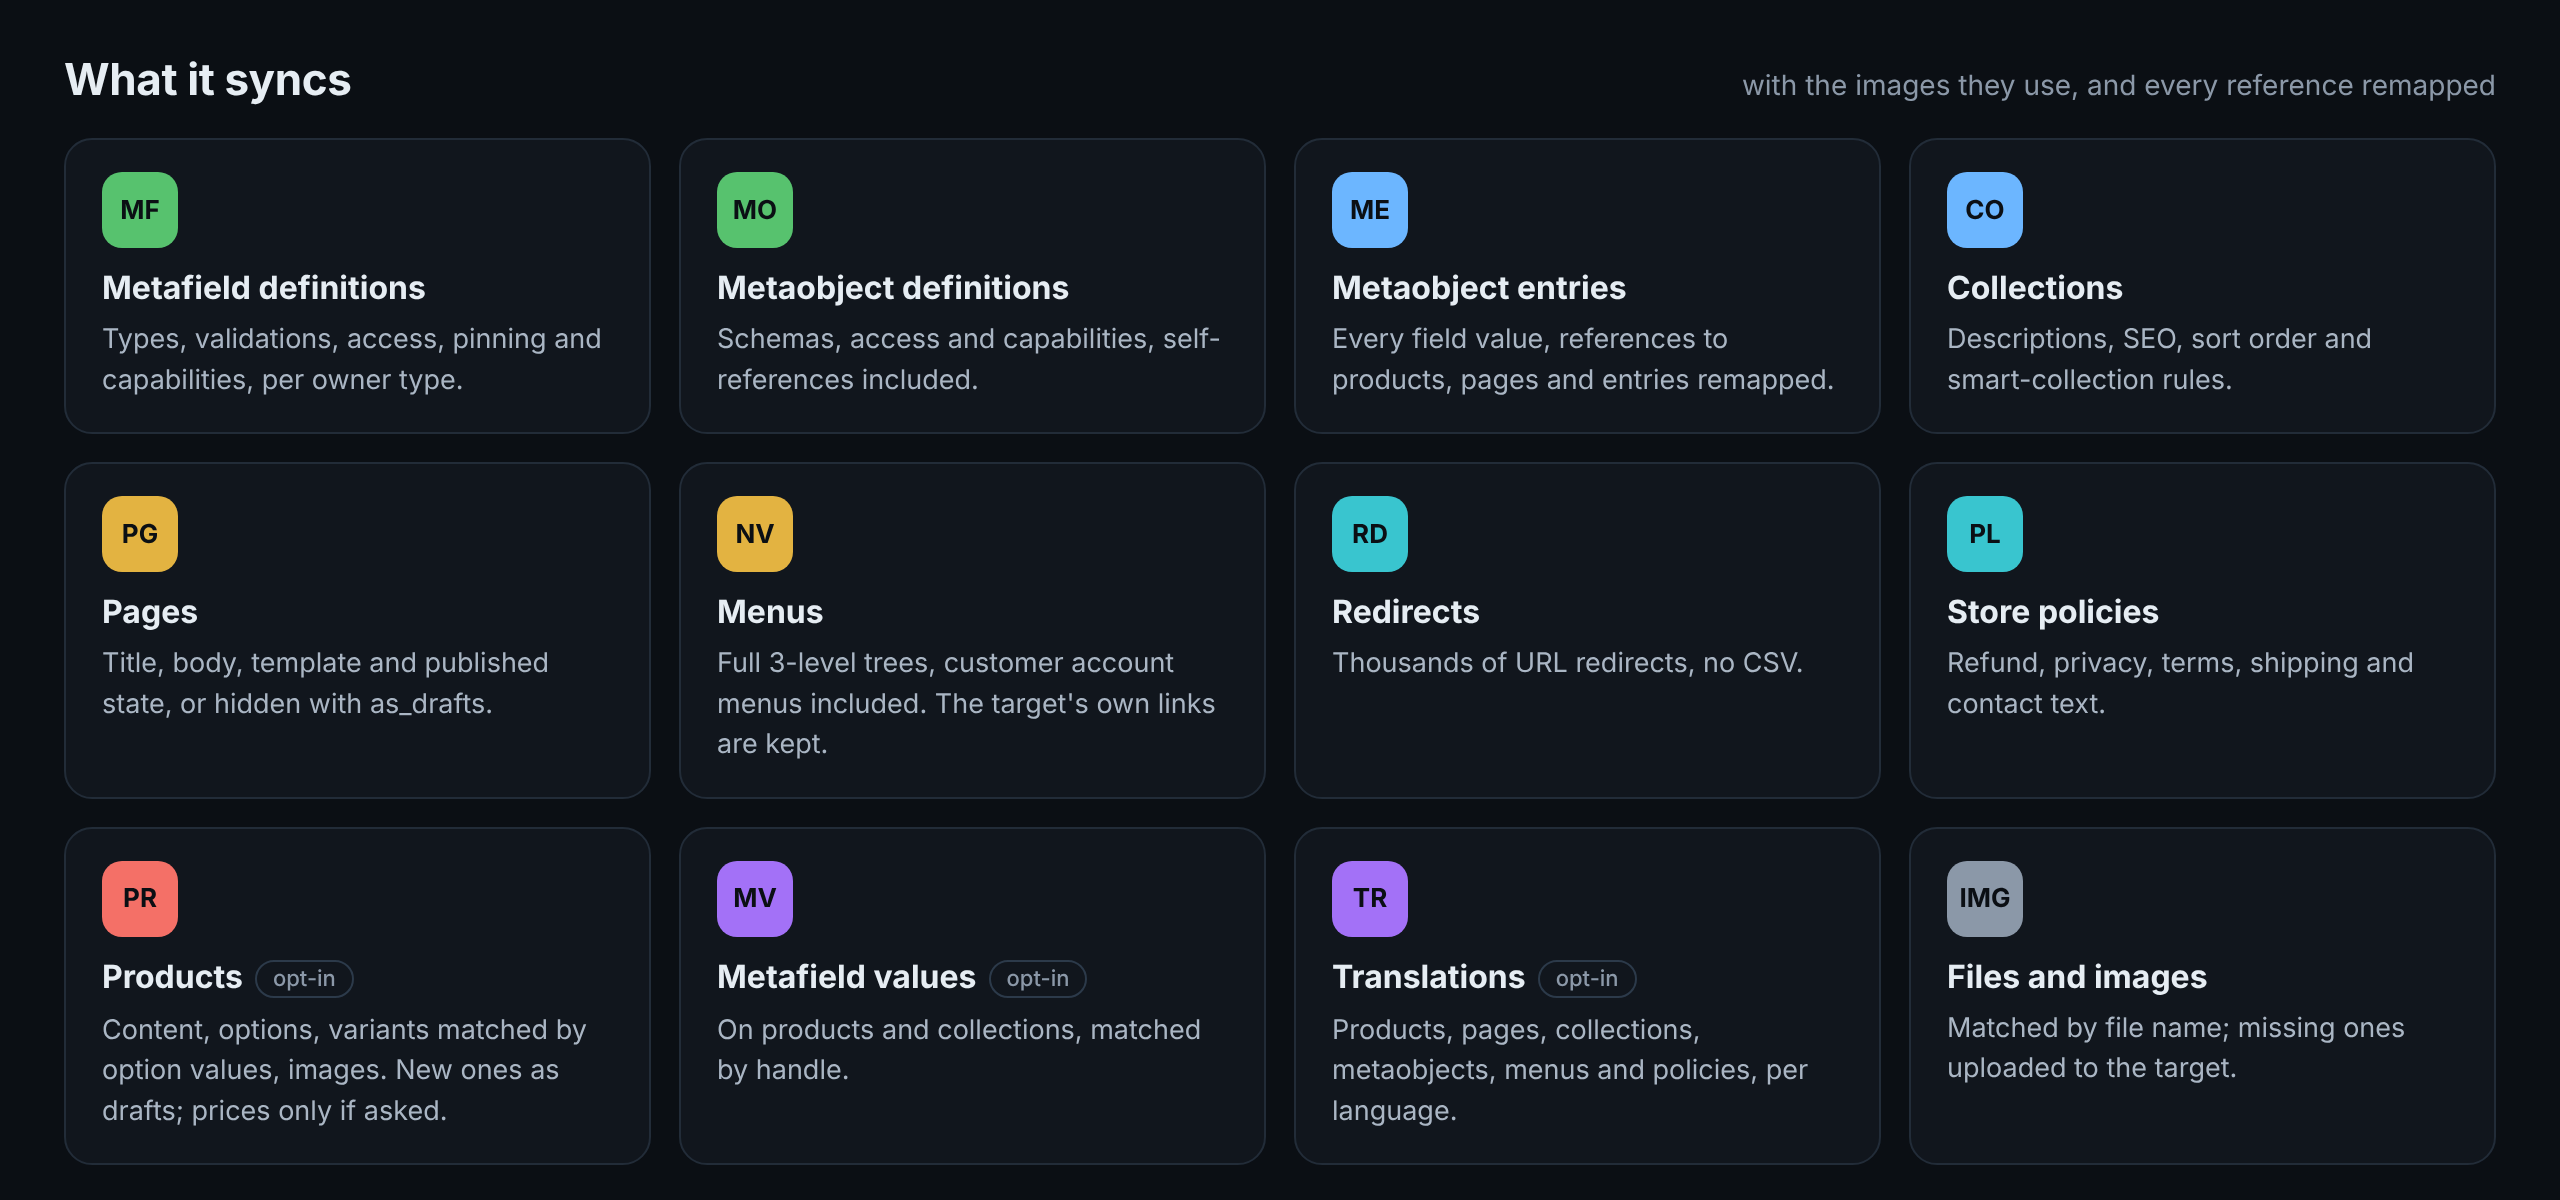 What it syncs
with the images they use, and every reference remapped
MF
Metafield definitions
Types, validations, access, pinning and
capabilities, per owner type.
MO
Metaobject definitions
Schemas, access and capabilities, self-
references included.
ME
Metaobject entries
Every field value, references to
products, pages and entries remapped.
CO
Collections
Descriptions, SEO, sort order and
smart-collection rules.
PG
Pages
Title, body, template and published
state, or hidden with as_drafts.
NV
Menus
Full 3-level trees, customer account
menus included. The target's own links
are kept.
RD
Redirects
Thousands of URL redirects, no CSV.
PL
Store policies
Refund, privacy, terms, shipping and
contact text.
PR
Products opt-in
Content, options, variants matched by
option values, images. New ones as
drafts; prices only if asked.
MV
Metafield values opt-in
On products and collections, matched
by handle.
TR
Translations opt-in
Products, pages, collections,
metaobjects, menus and policies, per
language.
IMG
Files and images
Matched by file name; missing ones
uploaded to the target.